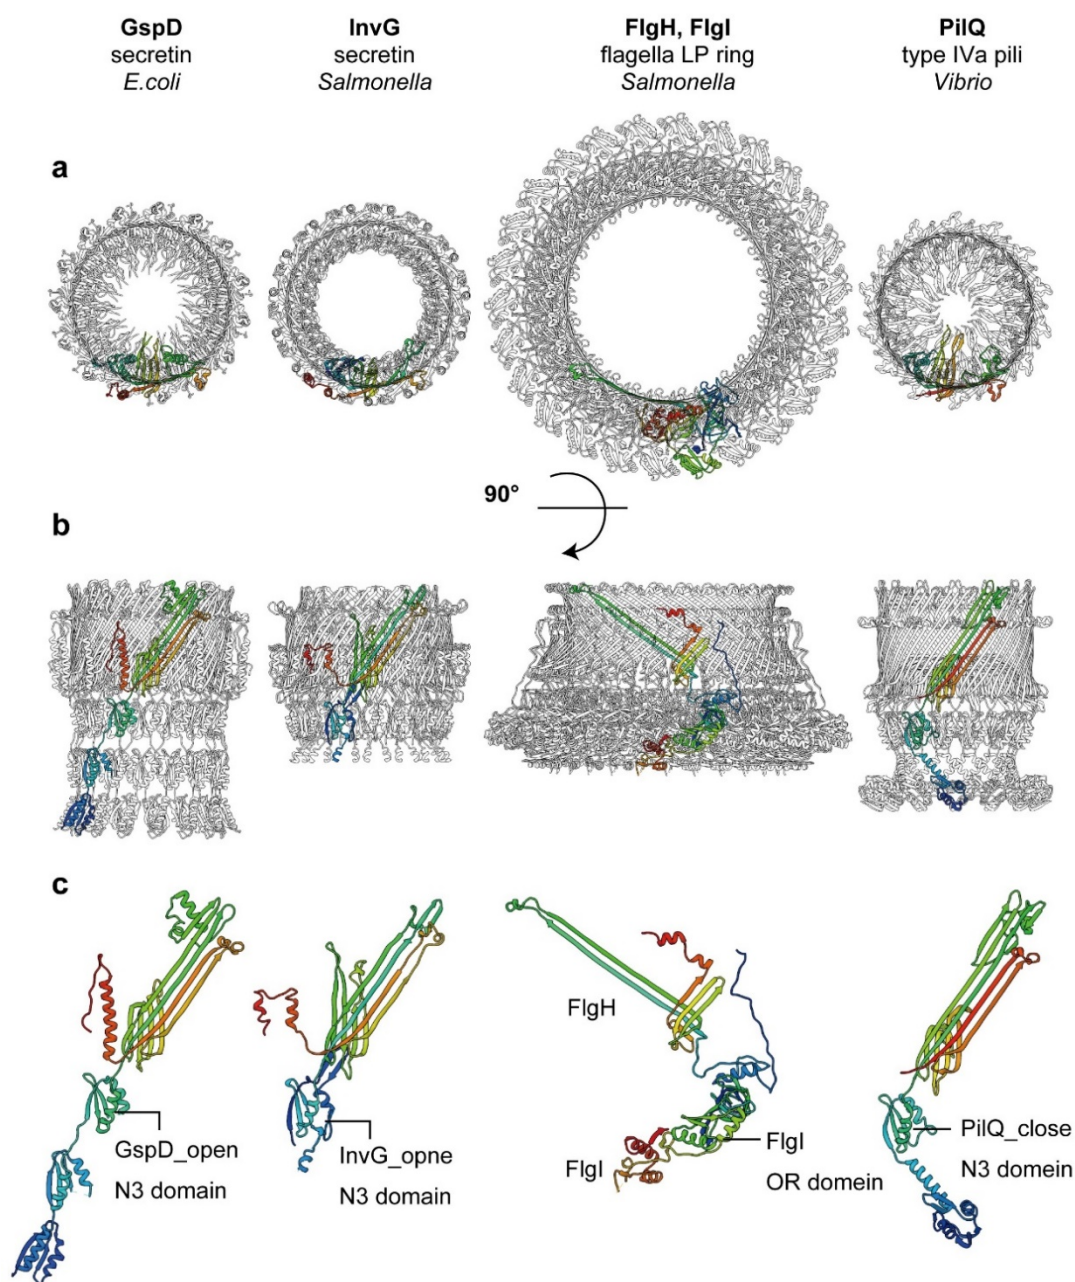 GspD
secretin
E.coli
InvG
secretin
Salmonella
FlgH, FlgI
flagella LP ring
Salmonella
PilQ
type IVa pili
Vibrio
a
90°
b
c
FlgH
GspD_open
N3 domain
InvG_opne
N3 domain
FlgI
FlgI
OR domein
PilQ_close
N3 domein